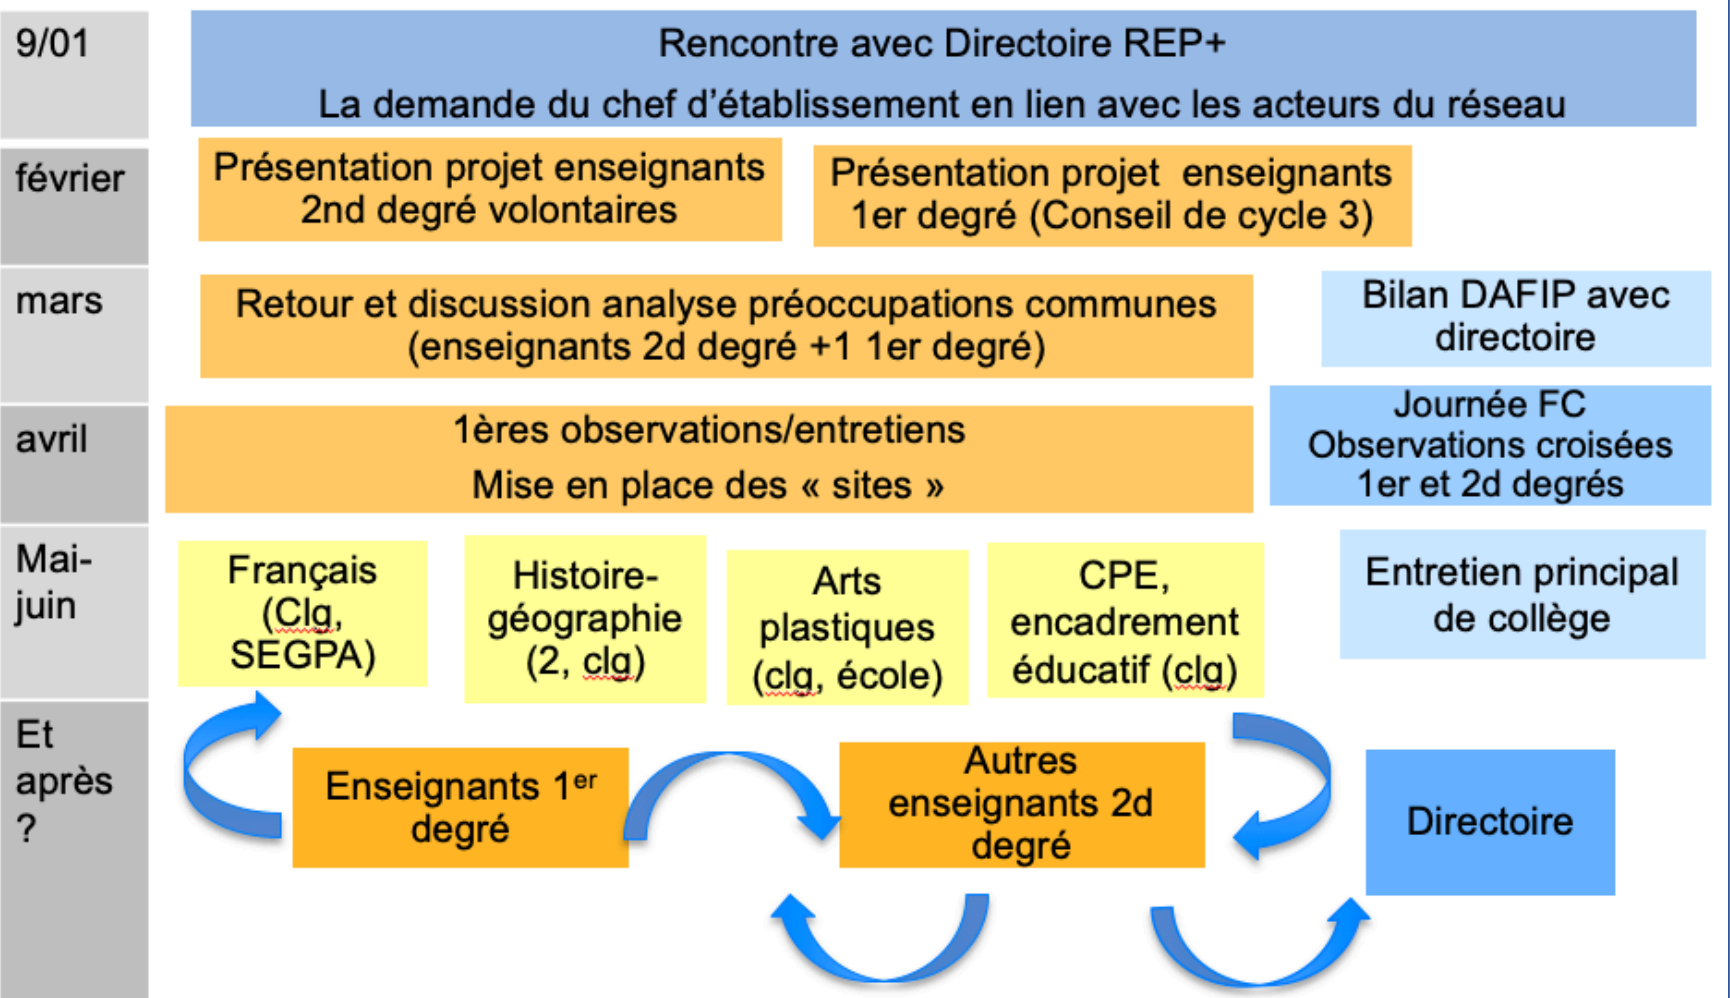 9/01
Rencontre avec Directoire REP+
La demande du chef d’établissement en lien avec les acteurs du réseau
février
Présentation projet enseignants
2nd degré volontaires
Présentation projet enseignants
1er degré (Conseil de cycle 3)
mars
Retour et discussion analyse préoccupations communes
(enseignants 2d degré +1 1er degré)
Bilan DAFIP avec
directoire
avril
1ères observations/entretiens
Mise en place des « sites »
Journée FC
Observations croisées
1er et 2d degrés
Mai-
juin
Français
(Clg,
SEGPA)
Histoire-
géographie
(2, clg)
Arts
plastiques
(clg, école)
CPE,
encadrement
éducatif (clg)
Entretien principal
de collège
Et
après
?
Enseignants 1er
degré
Autres
enseignants 2d
degré
Directoire